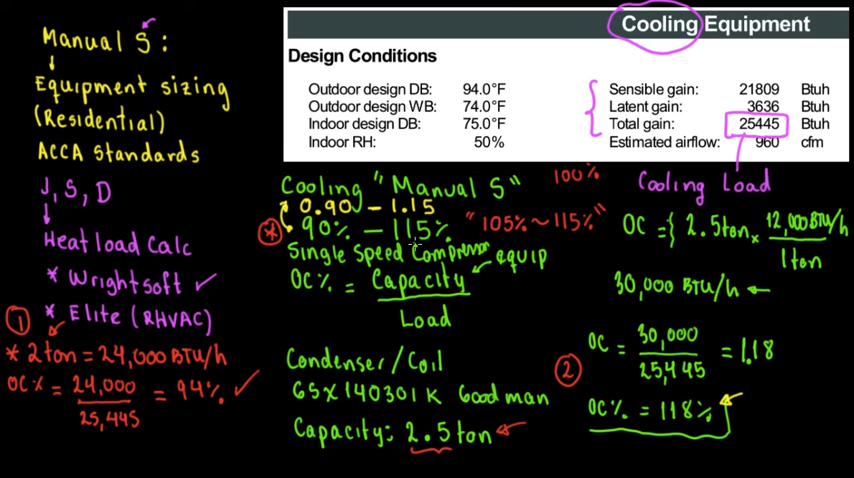 Manual S:
Equipment sizing
(Residential)
ACCA Standards
J, S, D
Heat load Calc
* Wrightsoft ✓
* Elite (RHVAC)
①
* 2 ton = 24,000 BTU/h
OC% = 24,000 / 25,445 = 94% ✓
Cooling Equipment
Design Conditions
Outdoor design DB: 94.0°F
Outdoor design WB: 74.0°F
Indoor design DB: 75.0°F
Indoor RH: 50%
Sensible gain: 21809 Btuh
Latent gain: 3636 Btuh
Total gain: 25445 Btuh
Estimated airflow: 960 cfm
Cooling "Manual S" 100%
0.90 - 1.15
* 90% - 115% "105% ~ 115%"
Single Speed Compressor
OC% = Capacity / Load
equip
Condenser/Coil
GSX140301K Goodman
Capacity: 2.5 ton
Cooling Load
OC = { 2.5 ton × 12,000 BTU/h / 1 ton
30,000 BTU/h
②
OC = 30,000 / 25,445 = 1.18
OC% = 118%